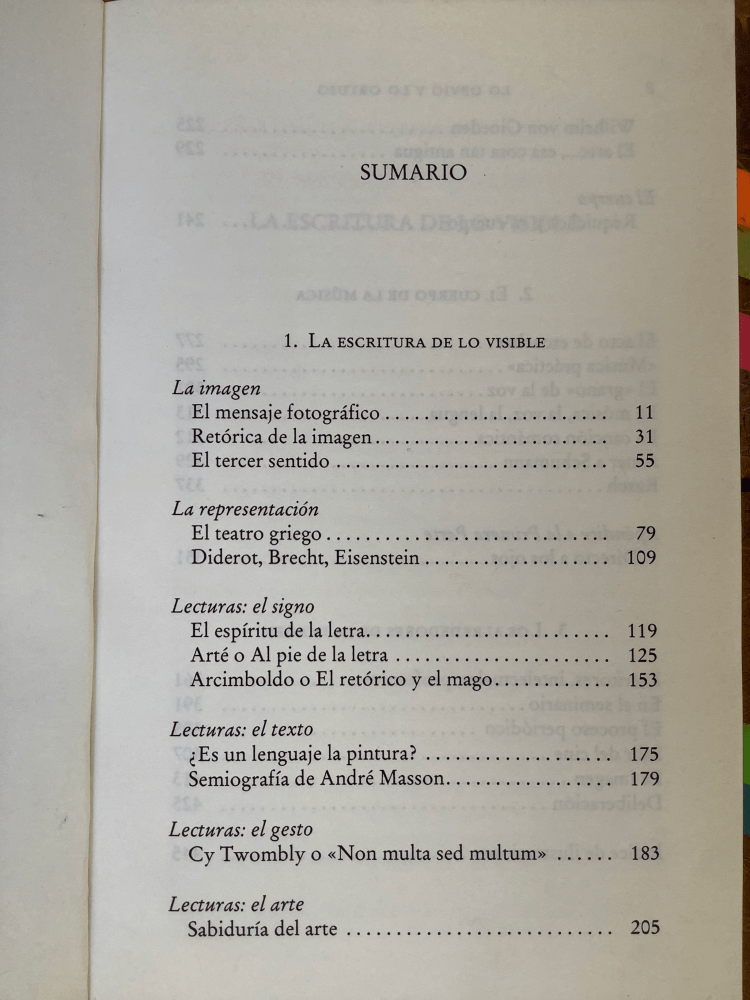 SUMARIO
1. LA ESCRITURA DE LO VISIBLE
La imagen
El mensaje fotográfico . . . . . . . . . . . . . . . . . . . . . . . . 11
Retórica de la imagen . . . . . . . . . . . . . . . . . . . . . . . . . 31
El tercer sentido . . . . . . . . . . . . . . . . . . . . . . . . . . . . . 55
La representación
El teatro griego . . . . . . . . . . . . . . . . . . . . . . . . . . . . . . 79
Diderot, Brecht, Eisenstein . . . . . . . . . . . . . . . . . . . 109
Lecturas: el signo
El espíritu de la letra. . . . . . . . . . . . . . . . . . . . . . . . . 119
Arté o Al pie de la letra . . . . . . . . . . . . . . . . . . . . . . 125
Arcimboldo o El retórico y el mago . . . . . . . . . . . . 153
Lecturas: el texto
¿Es un lenguaje la pintura? . . . . . . . . . . . . . . . . . . . 175
Semiografía de André Masson. . . . . . . . . . . . . . . . . 179
Lecturas: el gesto
Cy Twombly o «Non multa sed multum» . . . . . . 183
Lecturas: el arte
Sabiduría del arte . . . . . . . . . . . . . . . . . . . . . . . . . . . 205